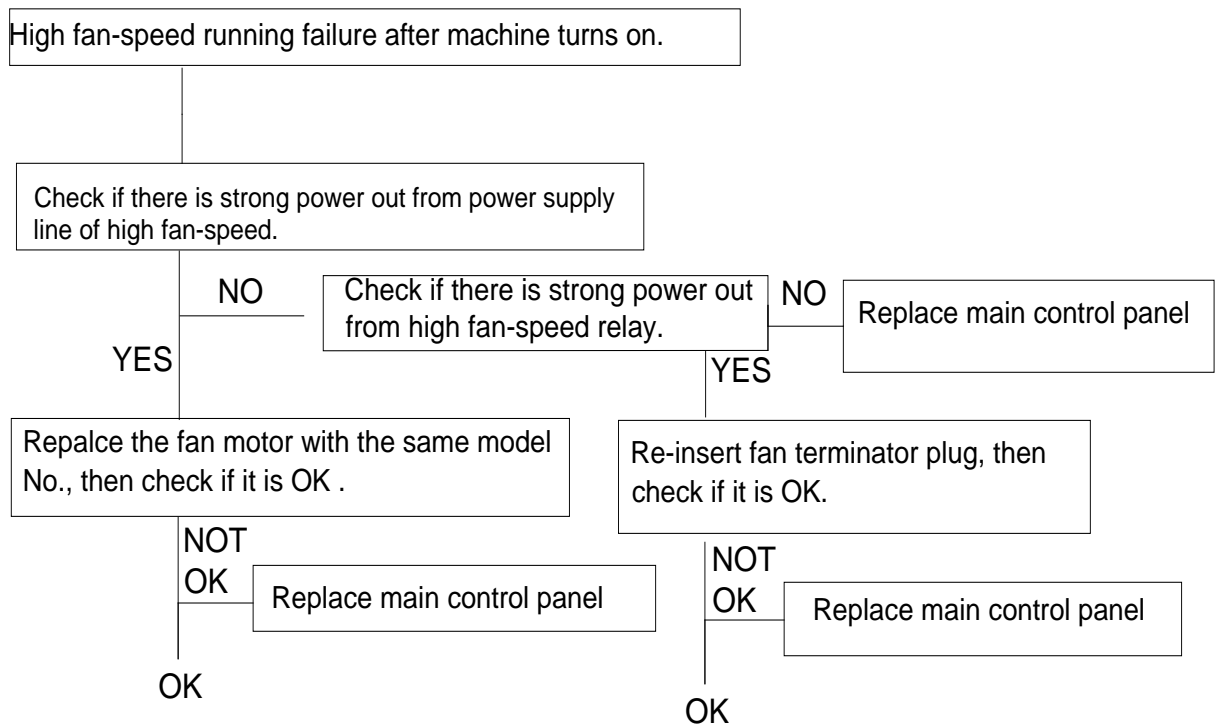 High fan-speed running failure after machine turns on.
Check if there is strong power out from power supply
line of high fan-speed.
NO
Check if there is strong power out
from high fan-speed relay.
NO
Replace main control panel
YES
YES
Repalce the fan motor with the same model
No., then check if it is OK .
Re-insert fan terminator plug, then
check if it is OK.
NOT
OK
Replace main control panel
NOT
OK
Replace main control panel
OK
OK